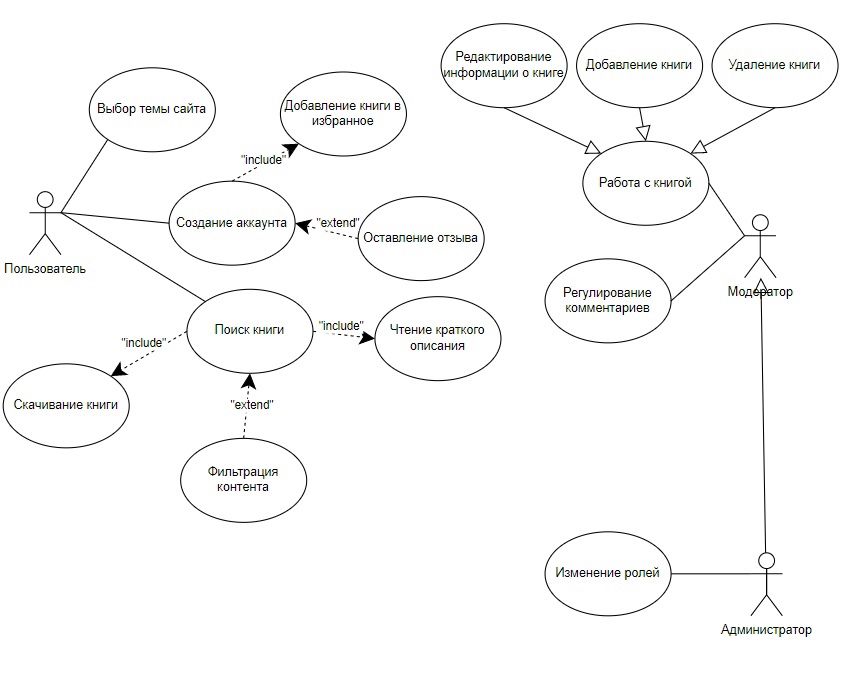 Редактирование
информации о книге
Добавление книги
Удаление книги
Выбор темы сайта
Добавление книги в
избранное
"include"
Работа с книгой
Создание аккаунта
"extend"
Оставление отзыва
Пользователь
Модератор
Регулирование
комментариев
Поиск книги
"include"
Чтение краткого
описания
"include"
Скачивание книги
"extend"
Фильтрация
контента
Изменение ролей
Администратор